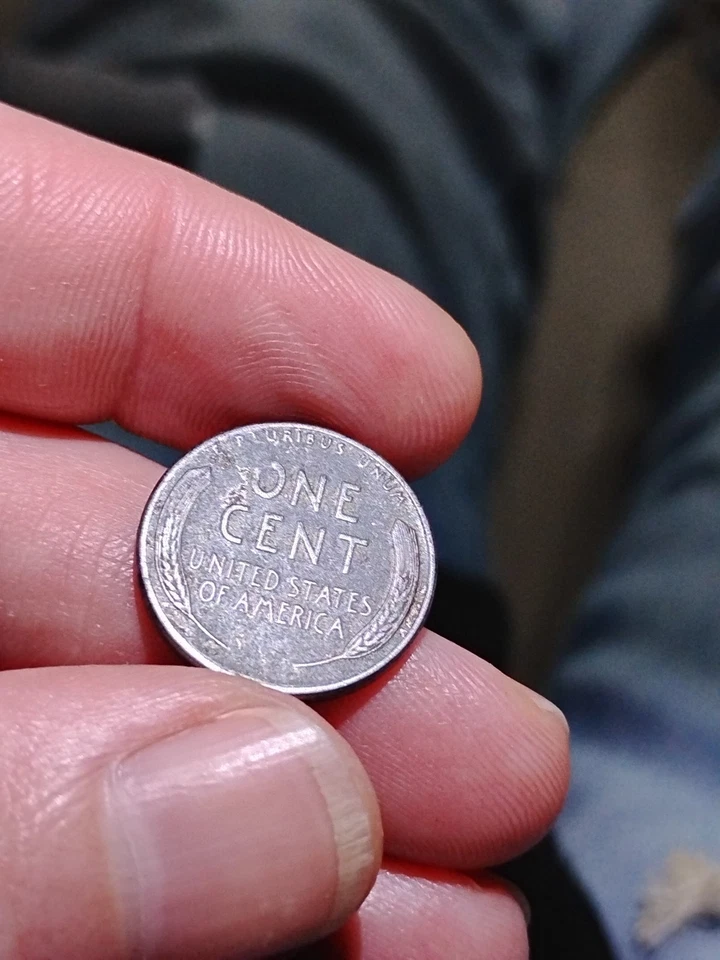 PLURIBUS UNUM
ONE
CENT
UNITED STATES
OF AMERICA